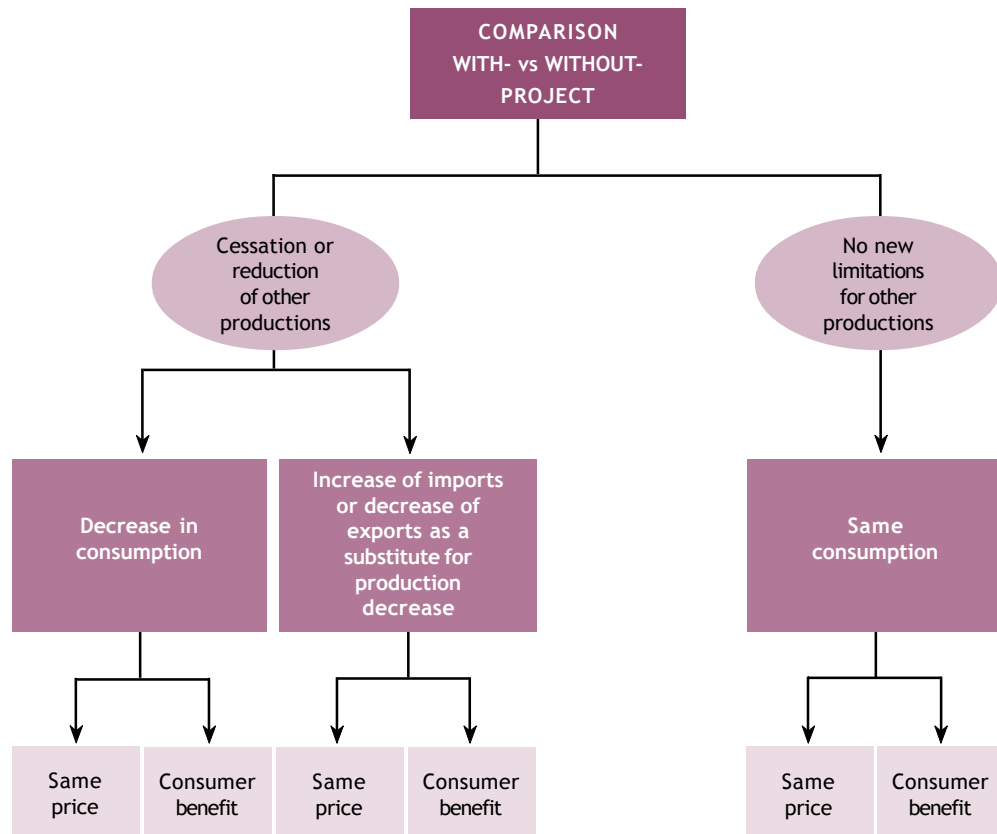 COMPARISON
WITH- vs WITHOUT-
PROJECT
Cessation or
reduction
of other
productions
No new
limitations
for other
productions
Decrease in
consumption
Increase of imports
or decrease of
exports as a
substitute for
production
decrease
Same
consumption
Same
price
Consumer
benefit
Same
price
Consumer
benefit
Same
price
Consumer
benefit